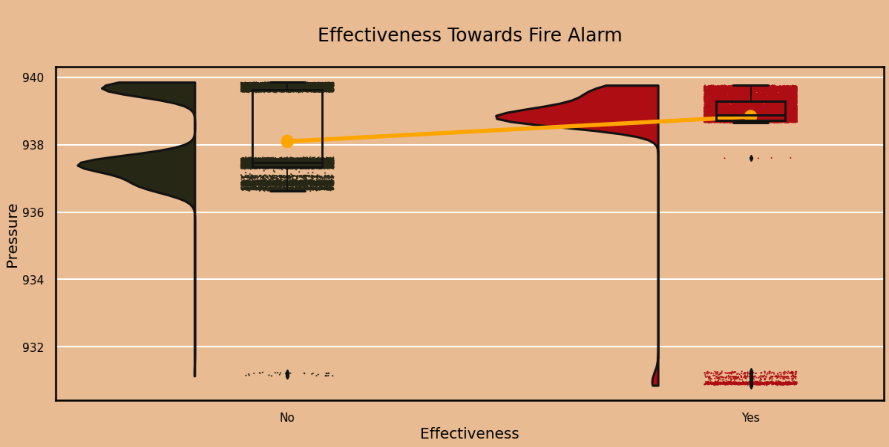 Effectiveness Towards Fire Alarm
940
938
936
934
932
Pressure
No
Yes
Effectiveness